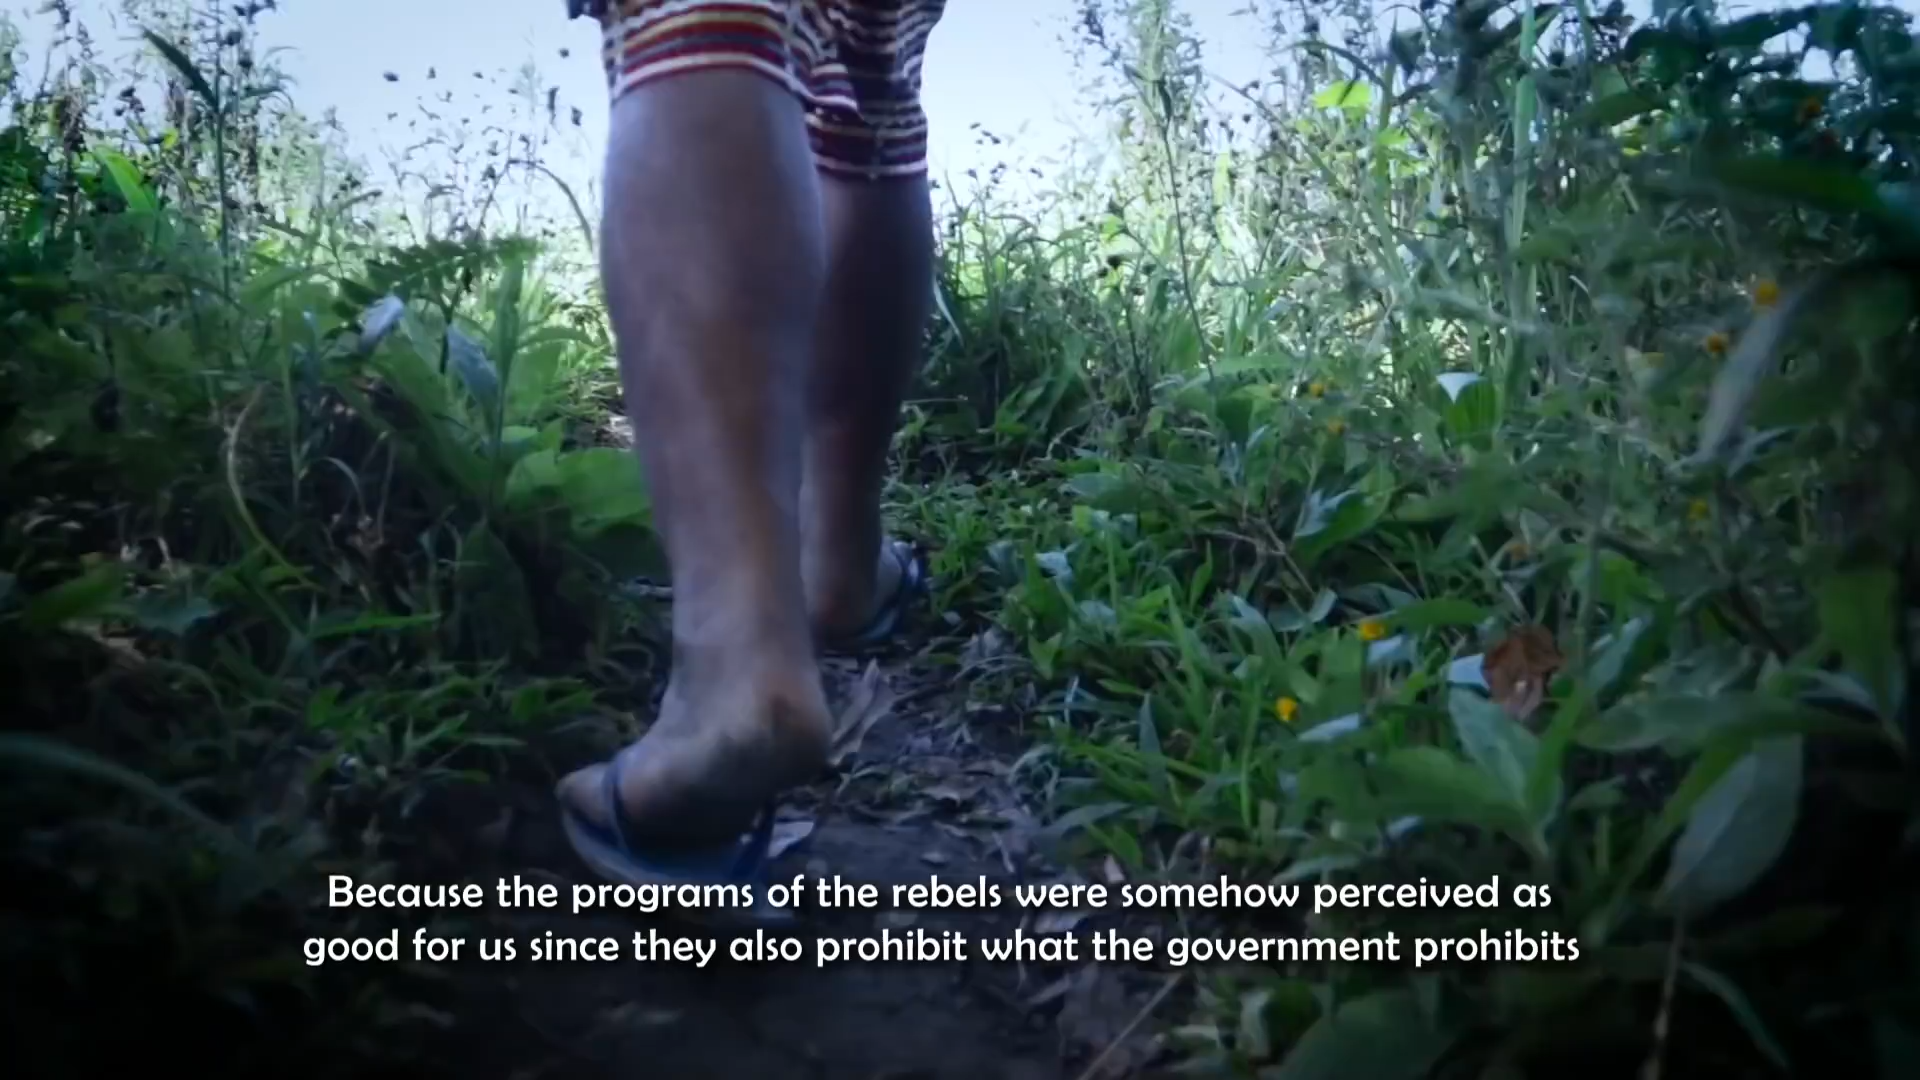 Because the programs of the rebels were somehow perceived as
good for us since they also prohibit what the government prohibits